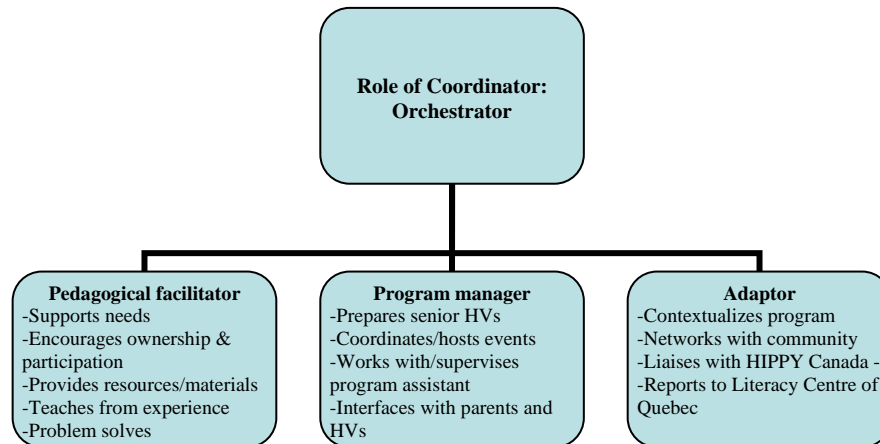 Role of Coordinator:
Orchestrator
Pedagogical facilitator
-Supports needs
-Encourages ownership &
participation
-Provides resources/materials
-Teaches from experience
-Problem solves
Program manager
-Prepares senior HVs
-Coordinates/hosts events
-Works with/supervises
program assistant
-Interfaces with parents and
HVs
Adaptor
-Contextualizes program
-Networks with community
-Liaises with HIPPY Canada -
-Reports to Literacy Centre of
Quebec